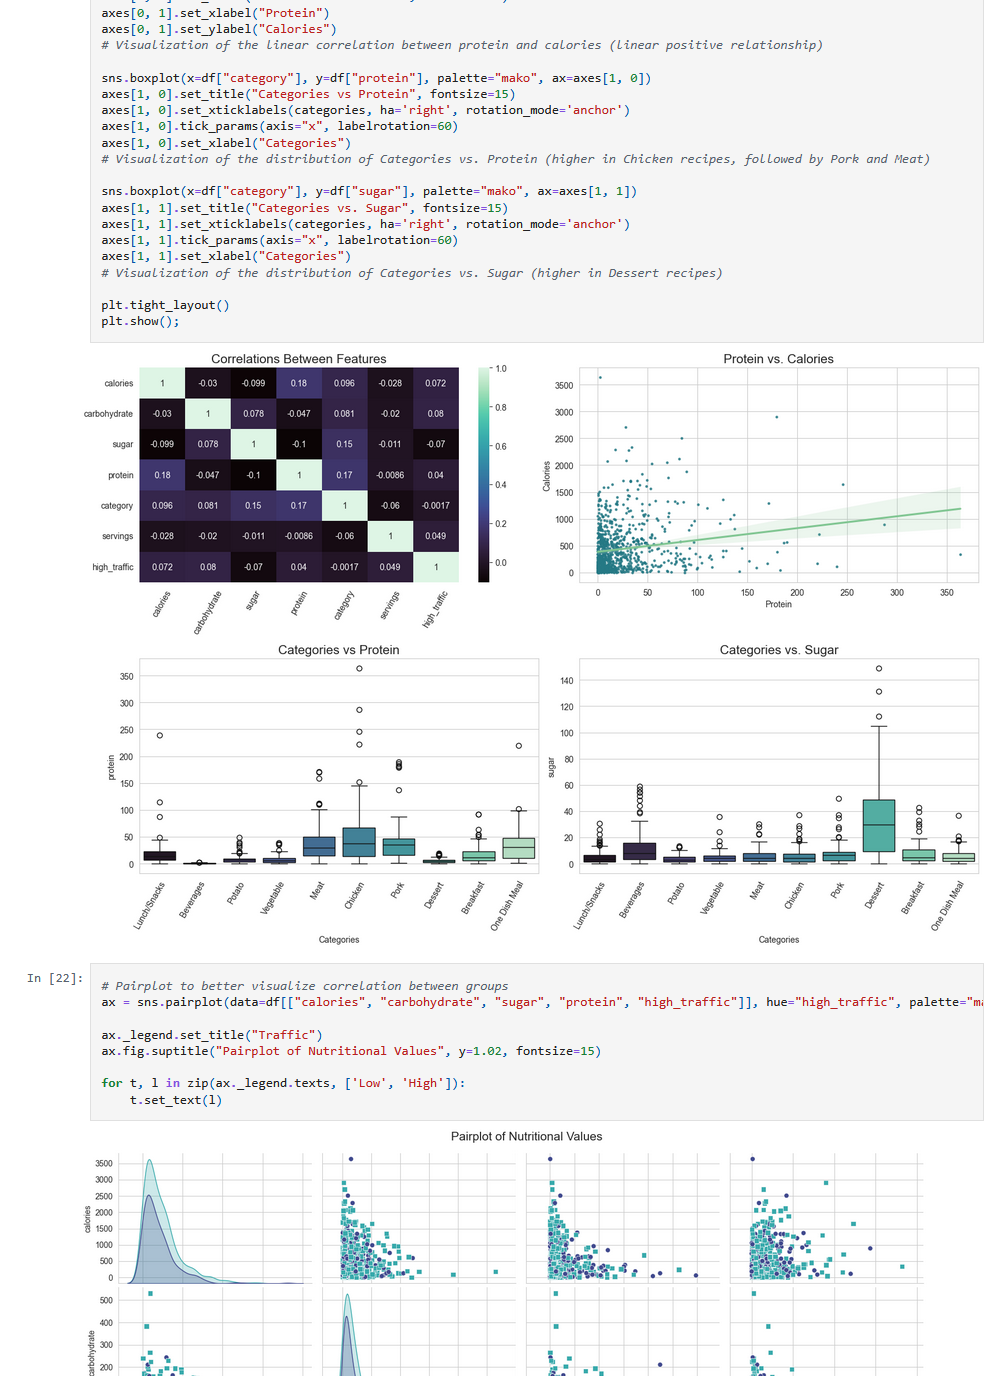 axes[0, 1].set_xlabel("Protein")
axes[0, 1].set_ylabel("Calories")
# Visualization of the linear correlation between protein and calories (linear positive relationship)
sns.boxplot(x=df["category"], y=df["protein"], palette="mako", ax=axes[1, 0])
axes[1, 0].set_title("Categories vs Protein", fontsize=15)
axes[1, 0].set_xticklabels(categories, ha='right', rotation_mode='anchor')
axes[1, 0].tick_params(axis="x", labelrotation=60)
axes[1, 0].set_xlabel("Categories")
# Visualization of the distribution of Categories vs. Protein (higher in Chicken recipes, followed by Pork and Meat)
sns.boxplot(x=df["category"], y=df["sugar"], palette="mako", ax=axes[1, 1])
axes[1, 1].set_title("Categories vs. Sugar", fontsize=15)
axes[1, 1].set_xticklabels(categories, ha='right', rotation_mode='anchor')
axes[1, 1].tick_params(axis="x", labelrotation=60)
axes[1, 1].set_xlabel("Categories")
# Visualization of the distribution of Categories vs. Sugar (higher in Dessert recipes)
plt.tight_layout()
plt.show();
Correlations Between Features
calories 1 -0.03 -0.099 0.18 0.096 -0.028 0.072
carbohydrate -0.03 1 0.078 -0.047 0.081 -0.02 0.08
sugar -0.099 0.078 1 -0.1 0.15 -0.011 -0.07
protein 0.18 -0.047 -0.1 1 0.17 -0.0086 0.04
category 0.096 0.081 0.15 0.17 1 -0.06 -0.0017
servings -0.028 -0.02 -0.011 -0.0086 -0.06 1 0.049
high_traffic 0.072 0.08 -0.07 0.04 -0.0017 0.049 1
calories carbohydrate sugar protein category servings high_traffic
1.0
0.8
0.6
0.4
0.2
0.0
Protein vs. Calories
Calories
3500
3000
2500
2000
1500
1000
500
0
0 50 100 150 200 250 300 350
Protein
Categories vs Protein
protein
350
300
250
200
150
100
50
0
Lunch/Snacks Beverages Potato Vegetable Meat Chicken Pork Dessert Breakfast One Dish Meal
Categories
Categories vs. Sugar
sugar
140
120
100
80
60
40
20
0
Lunch/Snacks Beverages Potato Vegetable Meat Chicken Pork Dessert Breakfast One Dish Meal
Categories
In [22]:
# Pairplot to better visualize correlation between groups
ax = sns.pairplot(data=df[["calories", "carbohydrate", "sugar", "protein", "high_traffic"]], hue="high_traffic", palette="ma
ax._legend.set_title("Traffic")
ax.fig.suptitle("Pairplot of Nutritional Values", y=1.02, fontsize=15)
for t, l in zip(ax._legend.texts, ['Low', 'High']):
t.set_text(l)
Pairplot of Nutritional Values
calories
3500
3000
2500
2000
1500
1000
500
0
carbohydrate
500
400
300
200